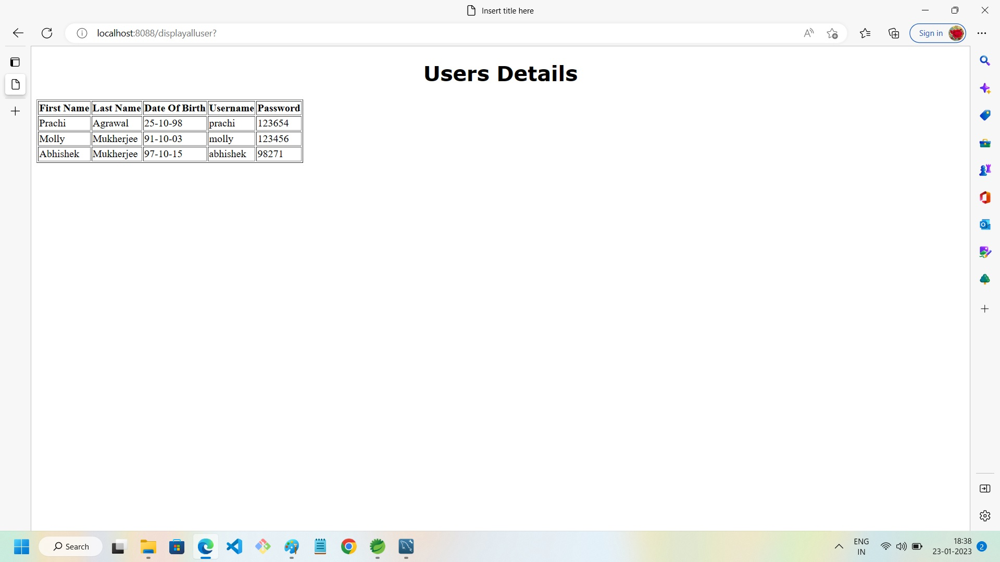 Insert title here
localhost:8088/displayalluser?
Sign in
Users Details
First Name Last Name Date Of Birth Username Password
Prachi Agrawal 25-10-98 prachi 123654
Molly Mukherjee 91-10-03 molly 123456
Abhishek Mukherjee 97-10-15 abhishek 98271
Search
ENG
IN
18:38
23-01-2023
2